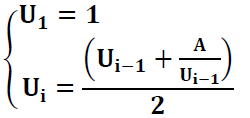 U₁ = 1
Uᵢ = (Uᵢ₋₁ + A/Uᵢ₋₁)/2